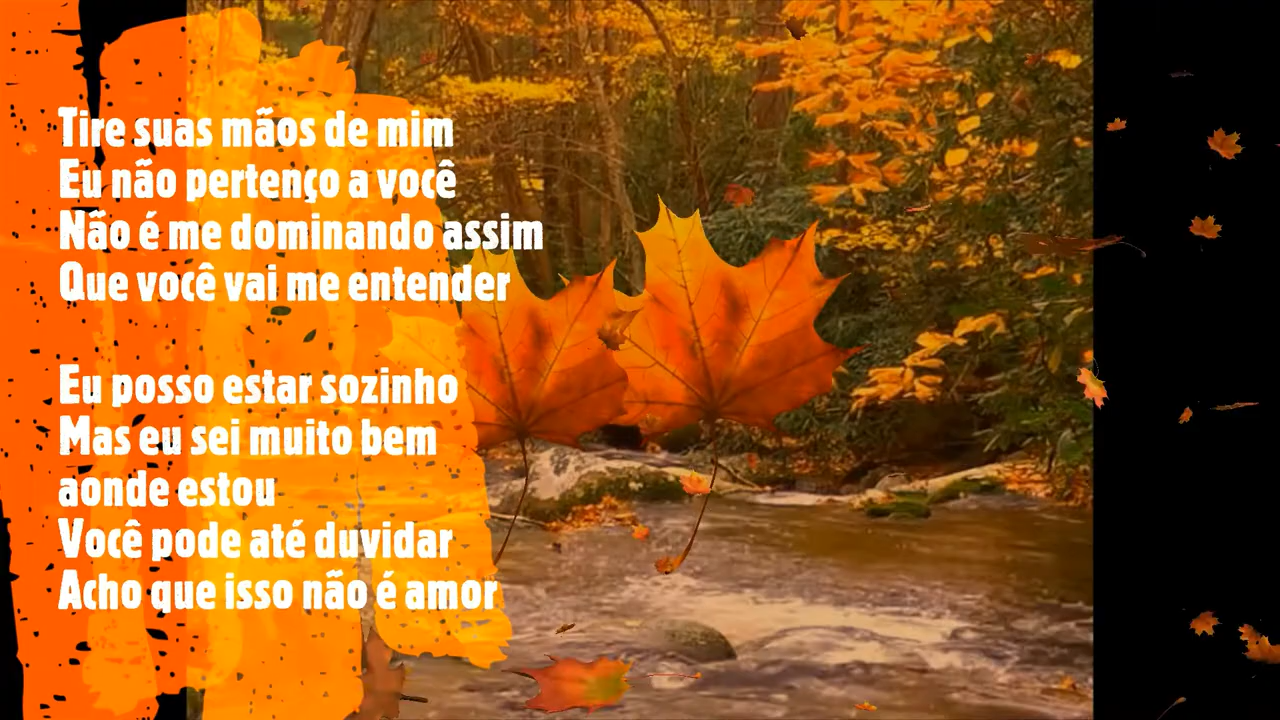 Tire suas mãos de mim
Eu não pertenço a você
Não é me dominando assim
Que você vai me entender
Eu posso estar sozinho
Mas eu sei muito bem
aonde estou
Você pode até duvidar
Acho que isso não é amor